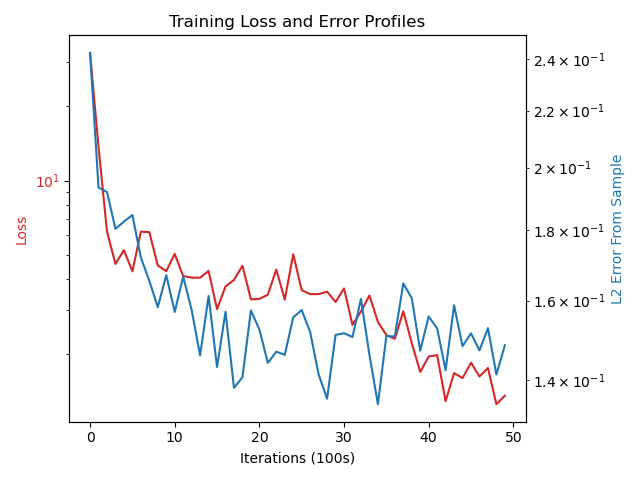 Training Loss and Error Profiles
Loss
10¹
2.4 × 10⁻¹
2.2 × 10⁻¹
2 × 10⁻¹
1.8 × 10⁻¹
1.6 × 10⁻¹
1.4 × 10⁻¹
L2 Error From Sample
0 10 20 30 40 50
Iterations (100s)